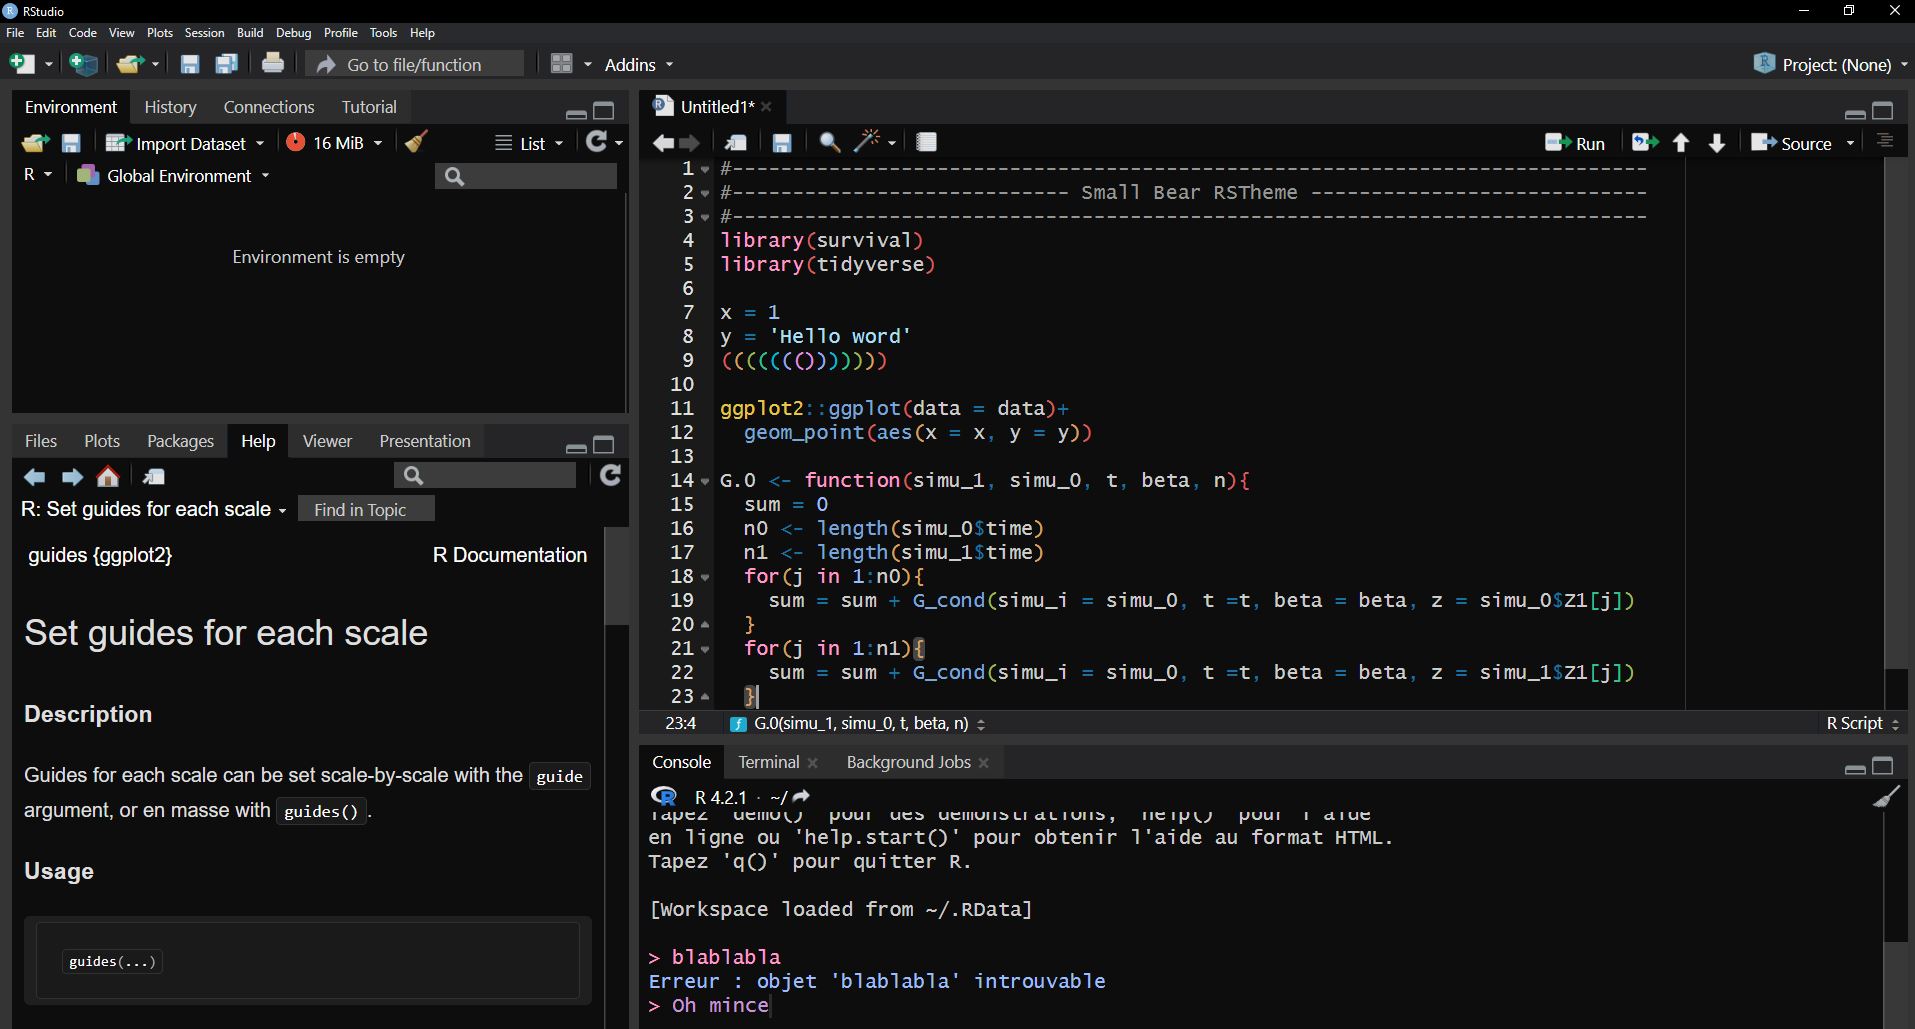 RStudio
File Edit Code View Plots Session Build Debug Profile Tools Help
Go to file/function Addins Project: (None)
Environment History Connections Tutorial
Import Dataset 16 MiB List
R Global Environment
Environment is empty
Files Plots Packages Help Viewer Presentation
R: Set guides for each scale Find in Topic
guides {ggplot2} R Documentation
Set guides for each scale
Description
Guides for each scale can be set scale-by-scale with the guide
argument, or en masse with guides().
Usage
guides(...)
Untitled1*
Run Source
1 #----------------------------------------------------------------------------
2 #---------------------------- Small Bear RSTheme ----------------------------
3 #----------------------------------------------------------------------------
4 library(survival)
5 library(tidyverse)
6
7 x = 1
8 y = 'Hello word'
9 ((((((()))))))
10
11 ggplot2::ggplot(data = data)+
12   geom_point(aes(x = x, y = y))
13
14 G.0 <- function(simu_1, simu_0, t, beta, n){
15   sum = 0
16   n0 <- length(simu_0$time)
17   n1 <- length(simu_1$time)
18   for(j in 1:n0){
19     sum = sum + G_cond(simu_i = simu_0, t =t, beta = beta, z = simu_0$Z1[j])
20   }
21   for(j in 1:n1){
22     sum = sum + G_cond(simu_i = simu_0, t =t, beta = beta, z = simu_1$Z1[j])
23   }
23:4 G.0(simu_1, simu_0, t, beta, n) R Script
Console Terminal Background Jobs
R 4.2.1 · ~/
Tapez 'demo()' pour des démonstrations, 'help()' pour l'aide
en ligne ou 'help.start()' pour obtenir l'aide au format HTML.
Tapez 'q()' pour quitter R.
[Workspace loaded from ~/.RData]
> blablabla
Erreur : objet 'blablabla' introuvable
> Oh mince